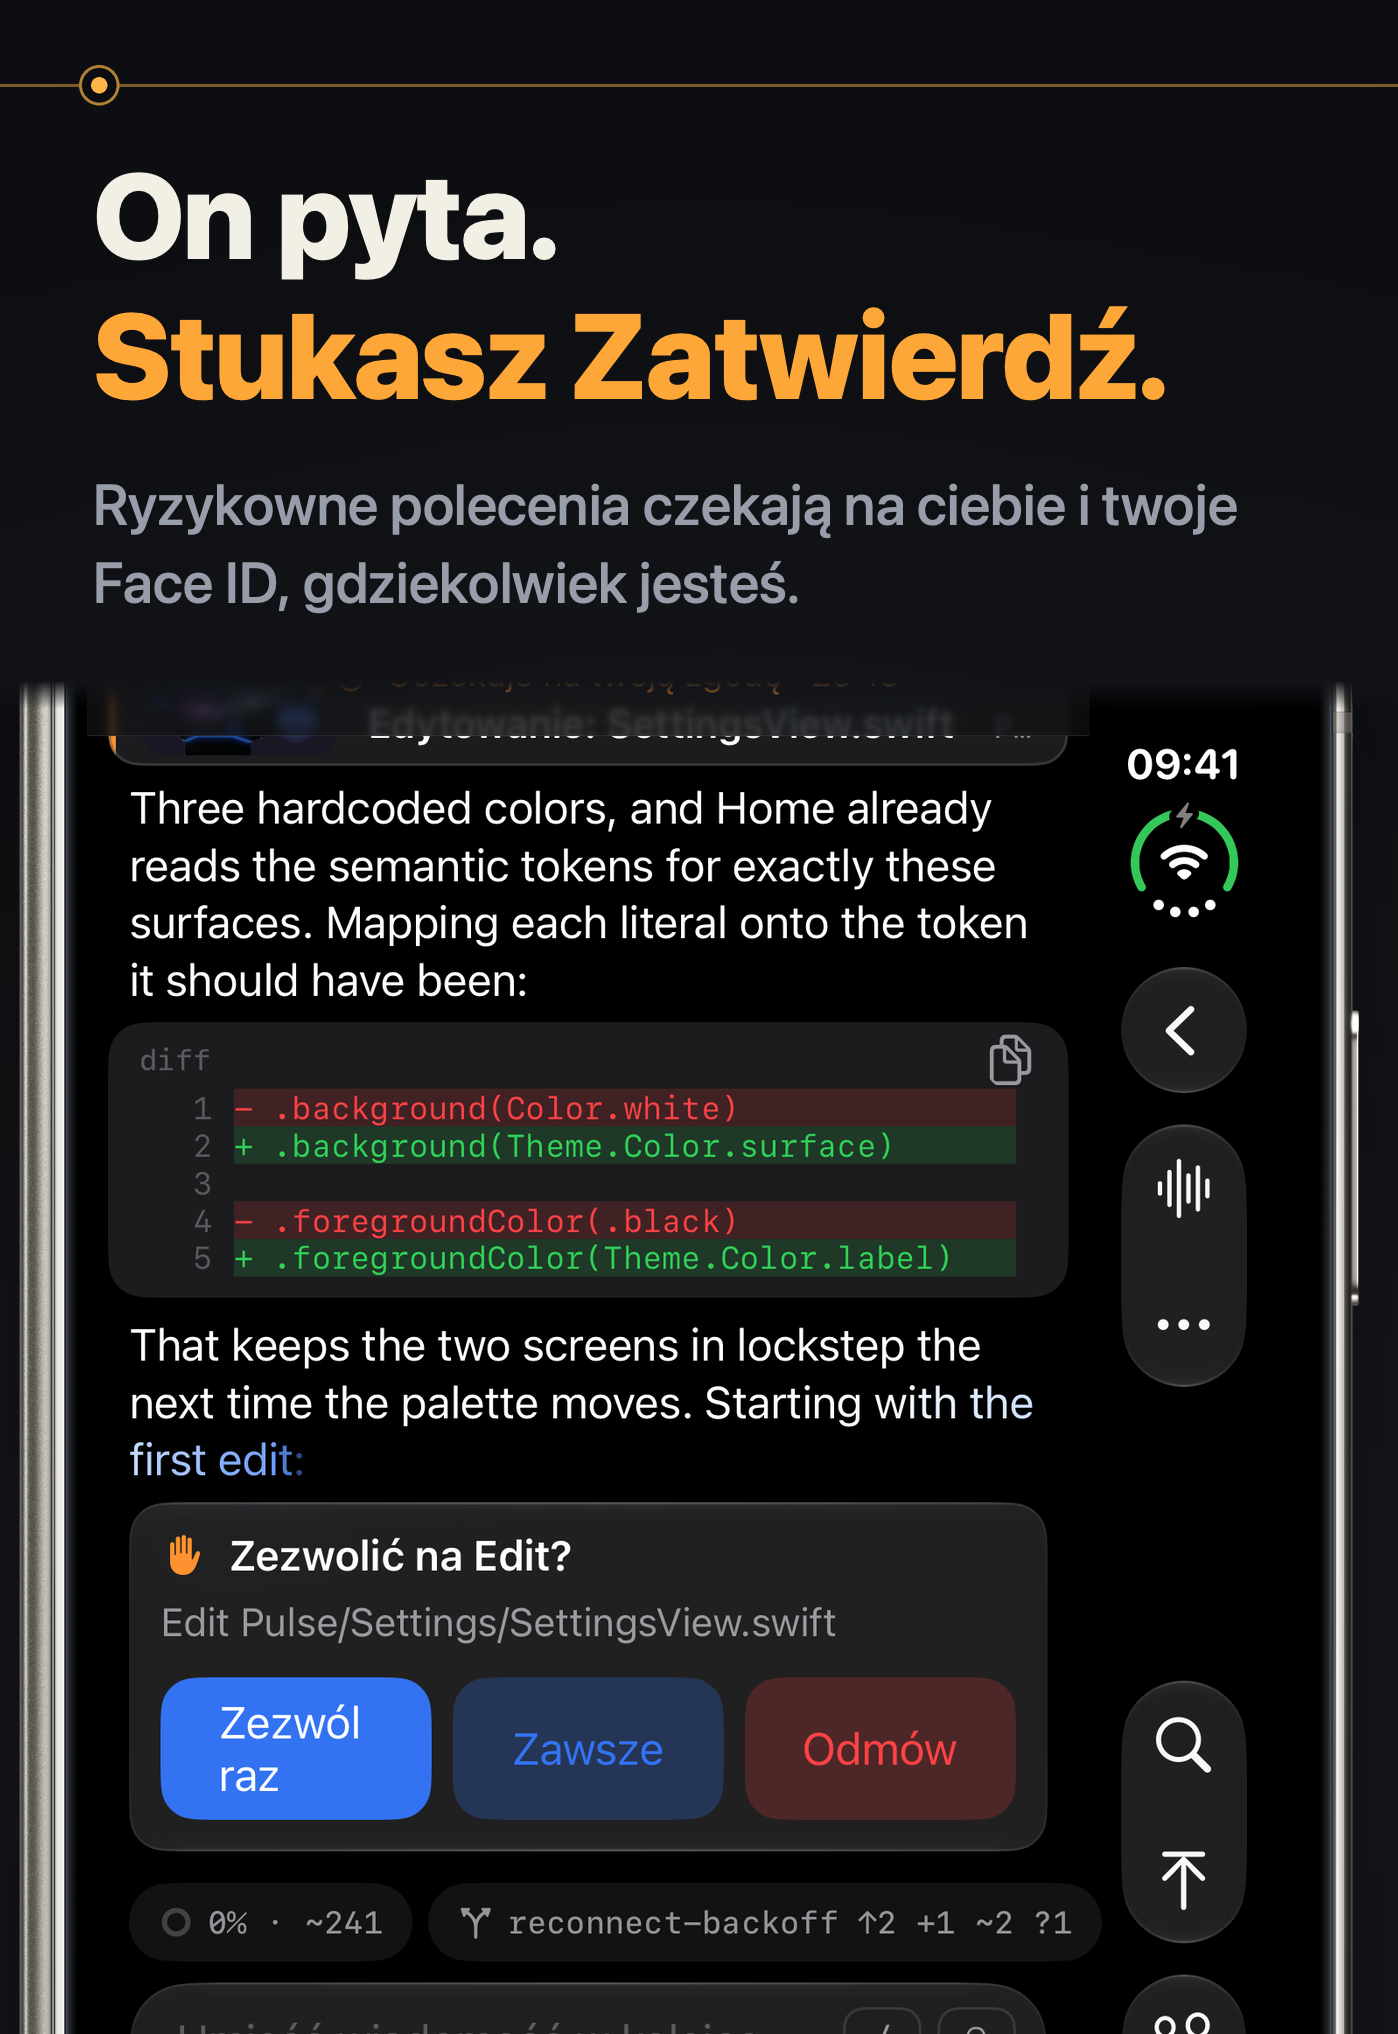 On pyta.
Stukasz Zatwierdź.
Ryzykowne polecenia czekają na ciebie i twoje
Face ID, gdziekolwiek jesteś.
Edytowanie: SettingsView.swift
09:41
Three hardcoded colors, and Home already
reads the semantic tokens for exactly these
surfaces. Mapping each literal onto the token
it should have been:
diff
1 - .background(Color.white)
2 + .background(Theme.Color.surface)
3
4 - .foregroundColor(.black)
5 + .foregroundColor(Theme.Color.label)
That keeps the two screens in lockstep the
next time the palette moves. Starting with the
first edit:
Zezwolić na Edit?
Edit Pulse/Settings/SettingsView.swift
Zezwól
raz
Zawsze
Odmów
0% · ~241
reconnect-backoff ↑2 +1 ~2 ?1